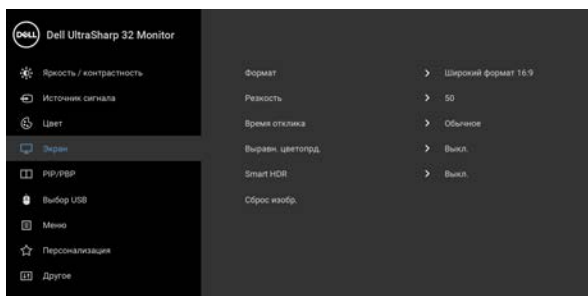 DELL Dell UltraSharp 32 Monitor
Яркость / контрастность
Формат > Широкий формат 16:9
Источник сигнала
Резкость > 50
Цвет
Время отклика > Обычное
Экран
Выравн. цветопрд. > Выкл.
PIP/PBP
Smart HDR > Выкл.
Выбор USB
Сброс изобр.
Меню
Персонализация
Другое